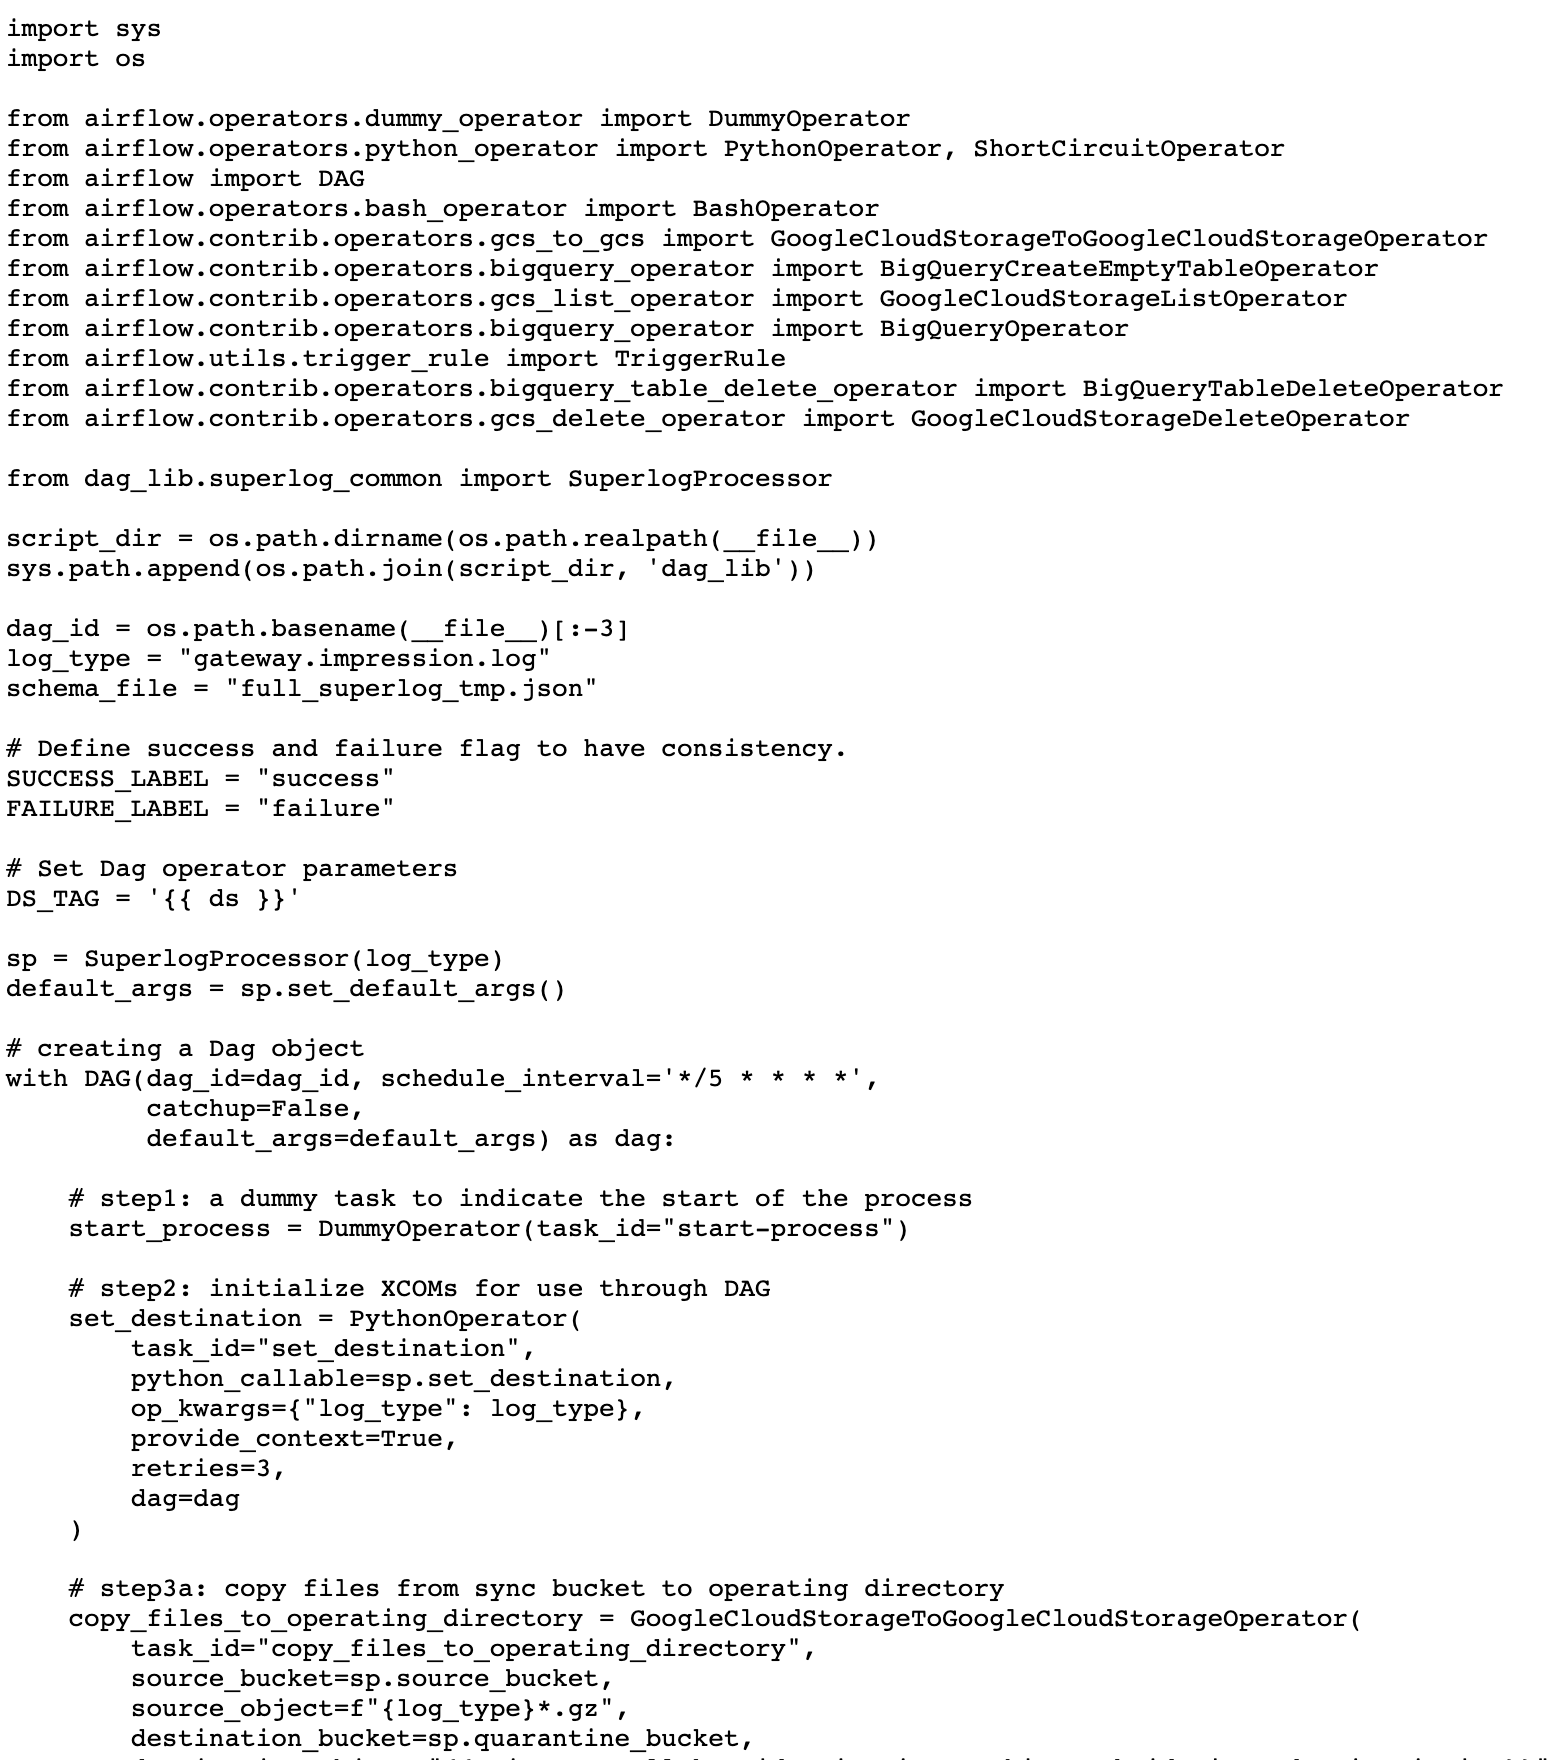 import sys
import os
from airflow.operators.dummy_operator import DummyOperator
from airflow.operators.python_operator import PythonOperator, ShortCircuitOperator
from airflow import DAG
from airflow.operators.bash_operator import BashOperator
from airflow.contrib.operators.gcs_to_gcs import GoogleCloudStorageToGoogleCloudStorageOperator
from airflow.contrib.operators.bigquery_operator import BigQueryCreateEmptyTableOperator
from airflow.contrib.operators.gcs_list_operator import GoogleCloudStorageListOperator
from airflow.contrib.operators.bigquery_operator import BigQueryOperator
from airflow.utils.trigger_rule import TriggerRule
from airflow.contrib.operators.bigquery_table_delete_operator import BigQueryTableDeleteOperator
from airflow.contrib.operators.gcs_delete_operator import GoogleCloudStorageDeleteOperator
from dag_lib.superlog_common import SuperlogProcessor
script_dir = os.path.dirname(os.path.realpath(__file__))
sys.path.append(os.path.join(script_dir, 'dag_lib'))
dag_id = os.path.basename(__file__)[:-3]
log_type = "gateway.impression.log"
schema_file = "full_superlog_tmp.json"
# Define success and failure flag to have consistency.
SUCCESS_LABEL = "success"
FAILURE_LABEL = "failure"
# Set Dag operator parameters
DS_TAG = '{{ ds }}'
sp = SuperlogProcessor(log_type)
default_args = sp.set_default_args()
# creating a Dag object
with DAG(dag_id=dag_id, schedule_interval='*/5 * * * *',
         catchup=False,
         default_args=default_args) as dag:
    # step1: a dummy task to indicate the start of the process
    start_process = DummyOperator(task_id="start-process")
    # step2: initialize XCOMs for use through DAG
    set_destination = PythonOperator(
        task_id="set_destination",
        python_callable=sp.set_destination,
        op_kwargs={"log_type": log_type},
        provide_context=True,
        retries=3,
        dag=dag
    )
    # step3a: copy files from sync bucket to operating directory
    copy_files_to_operating_directory = GoogleCloudStorageToGoogleCloudStorageOperator(
        task_id="copy_files_to_operating_directory",
        source_bucket=sp.source_bucket,
        source_object=f"{log_type}*.gz",
        destination_bucket=sp.quarantine_bucket,